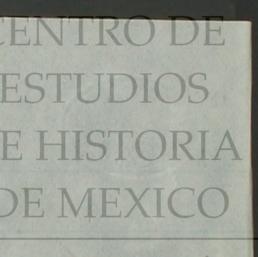 CENTRO DE
ESTUDIOS
E HISTORIA
DE MEXICO